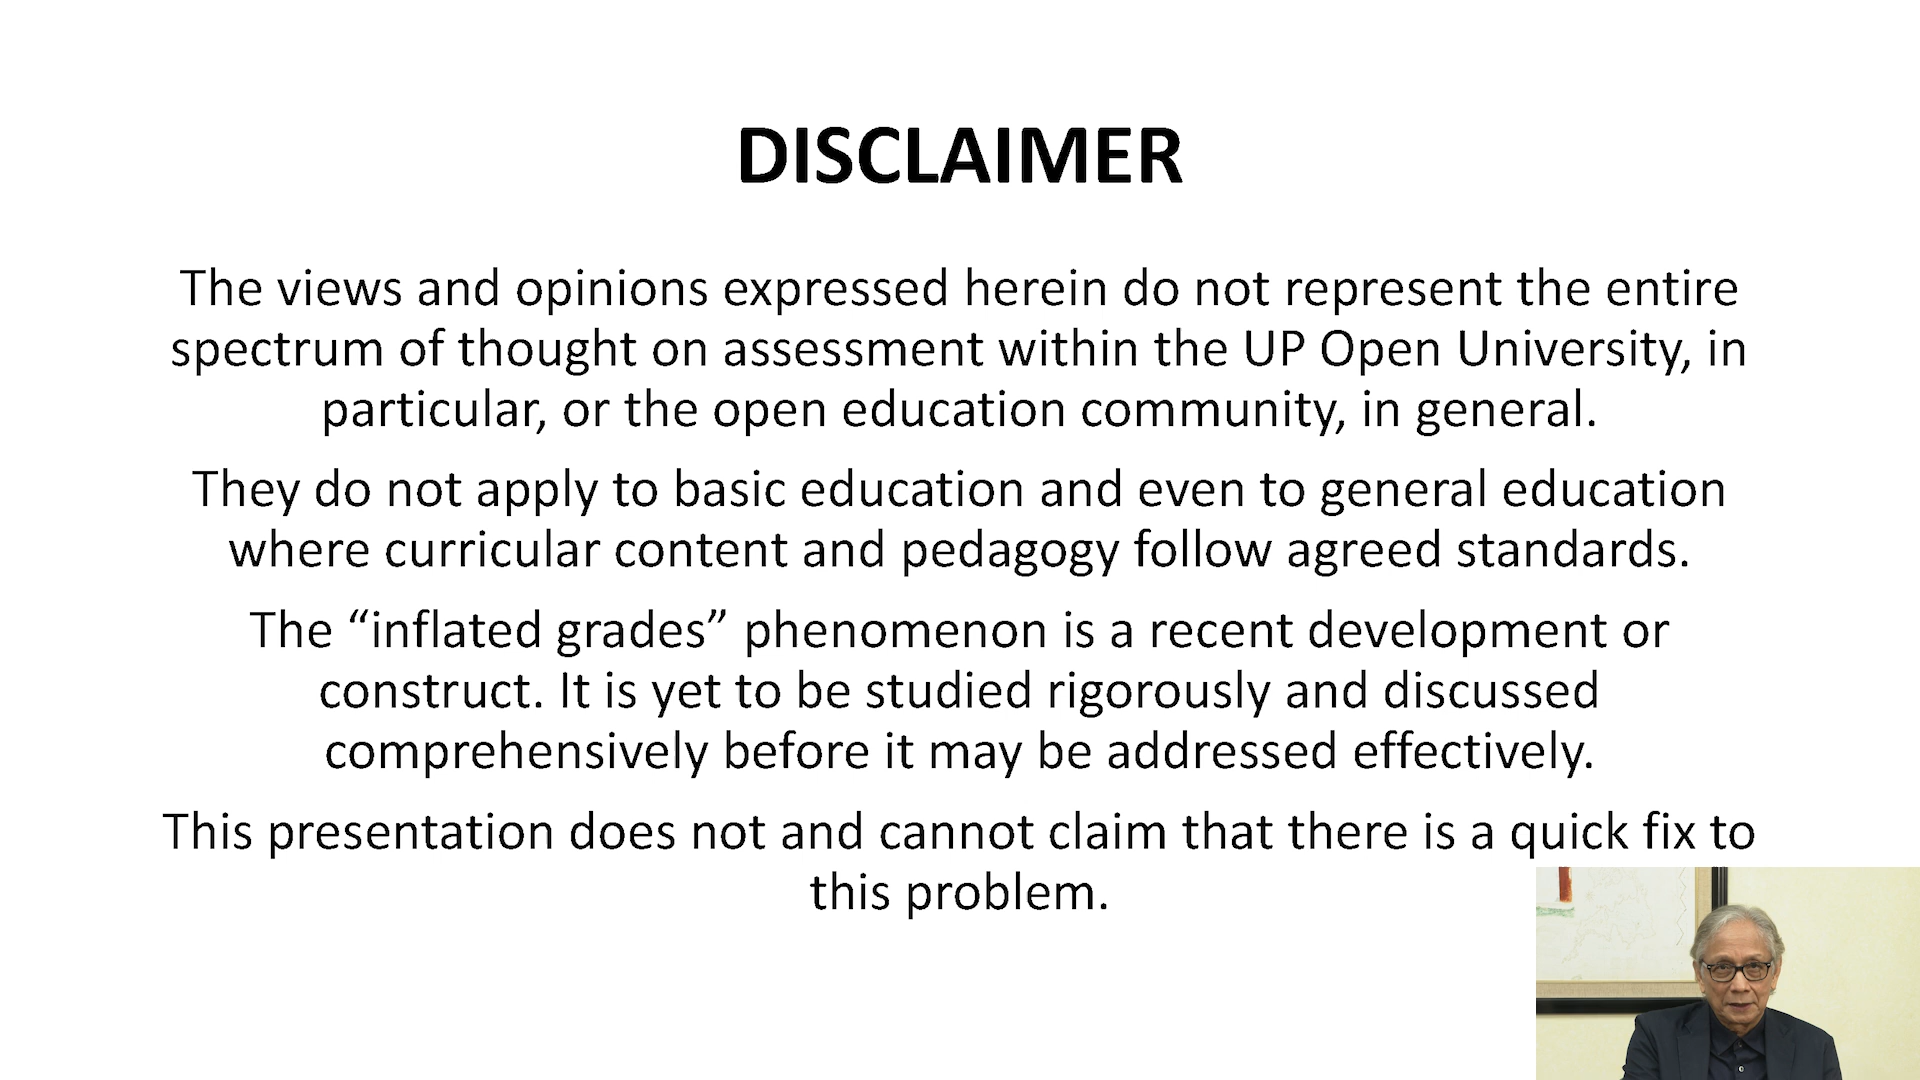 DISCLAIMER
The views and opinions expressed herein do not represent the entire
spectrum of thought on assessment within the UP Open University, in
particular, or the open education community, in general.
They do not apply to basic education and even to general education
where curricular content and pedagogy follow agreed standards.
The “inflated grades” phenomenon is a recent development or
construct. It is yet to be studied rigorously and discussed
comprehensively before it may be addressed effectively.
This presentation does not and cannot claim that there is a quick fix to
this problem.